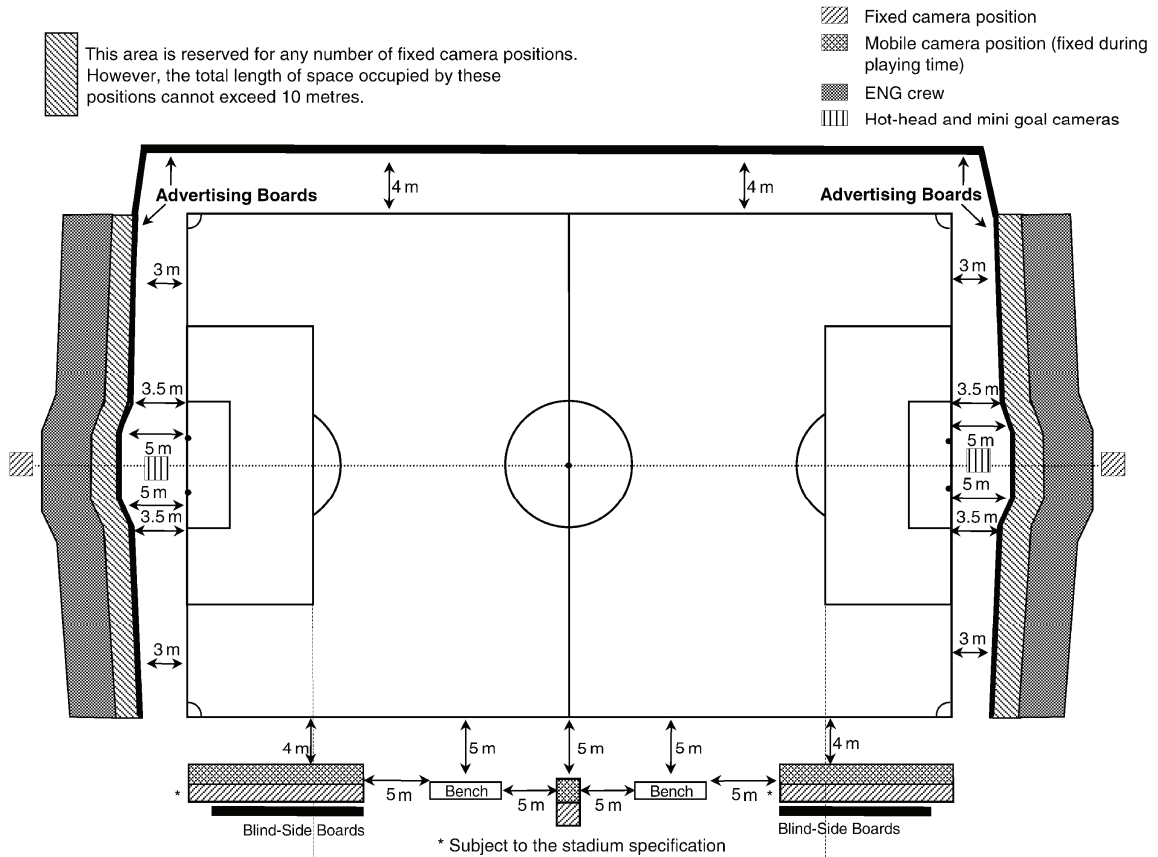 Fixed camera position
Mobile camera position (fixed during
playing time)
ENG crew
Hot-head and mini goal cameras
This area is reserved for any number of fixed camera positions.
However, the total length of space occupied by these
positions cannot exceed 10 metres.
4 m
4 m
Advertising Boards
Advertising Boards
3 m
3 m
3.5 m
3.5 m
5 m
5 m
5 m
5 m
3.5 m
3.5 m
3 m
3 m
4 m
5 m
5 m
5 m
4 m
* 5 m Bench 5 m 5 m Bench 5 m *
Blind-Side Boards
Blind-Side Boards
* Subject to the stadium specification